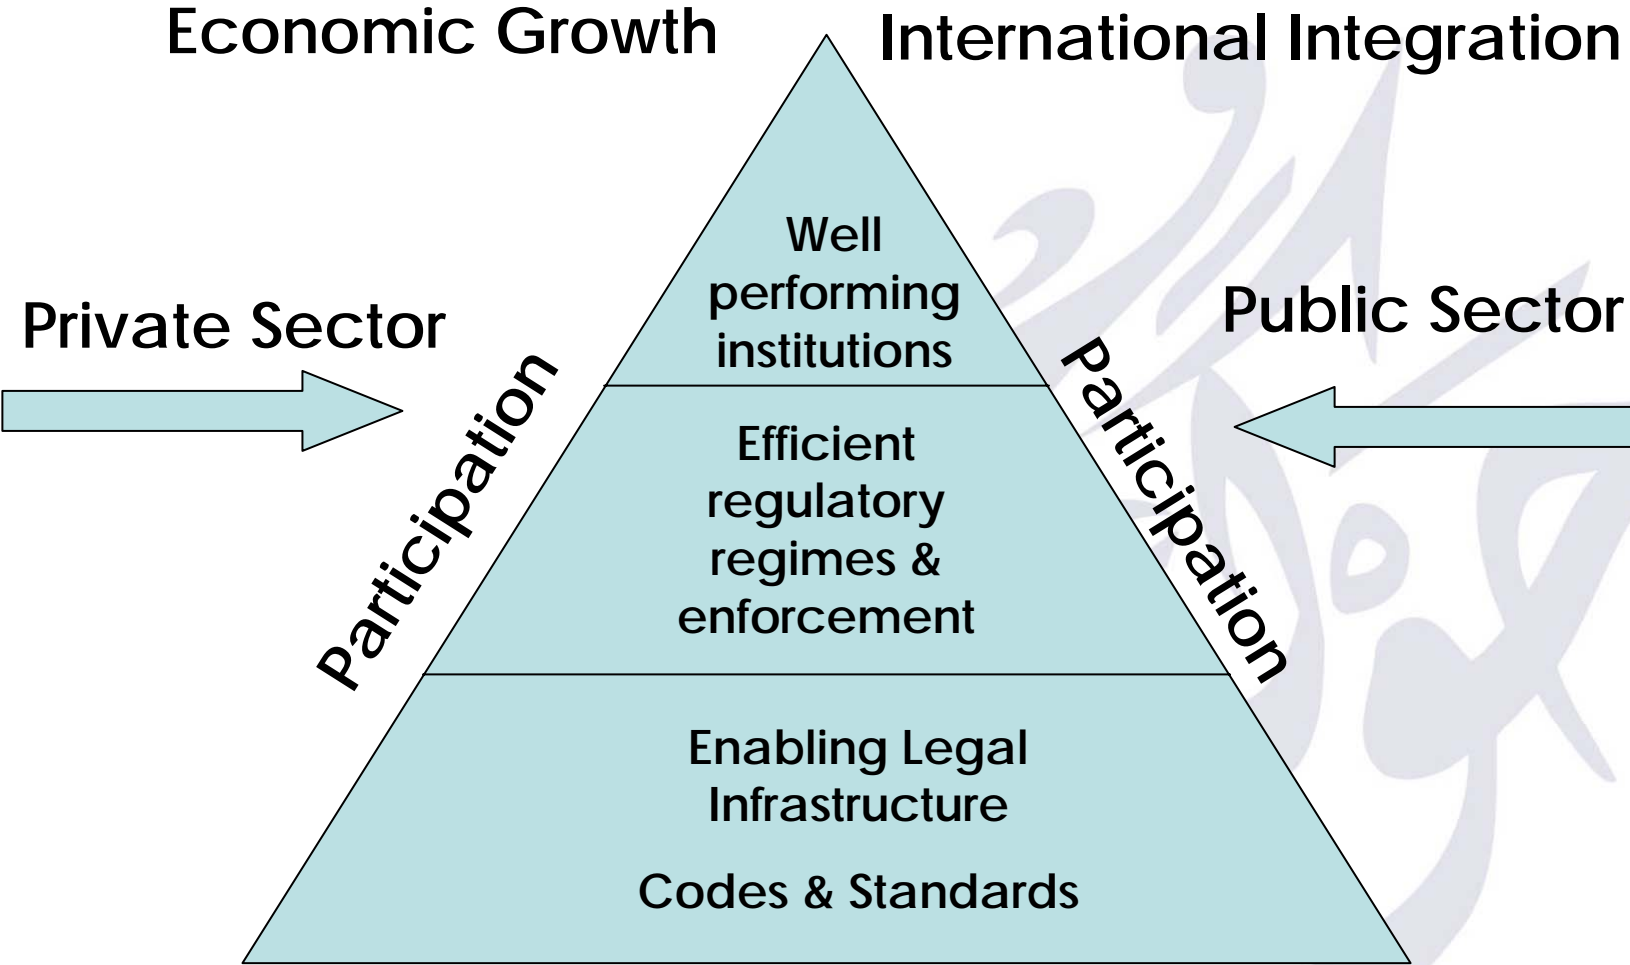 Economic Growth
International Integration
Well
performing
institutions
Private Sector
Public Sector
Participation
Participation
Efficient
regulatory
regimes &
enforcement
Enabling Legal
Infrastructure
Codes & Standards